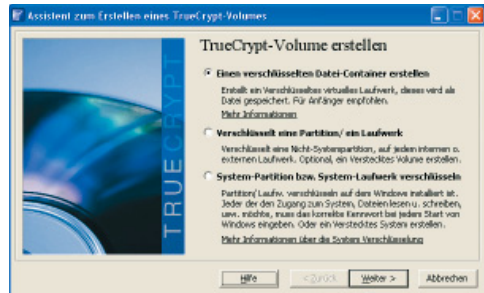 Assistent zum Erstellen eines TrueCrypt-Volumes
TRUECRYPT
TrueCrypt-Volume erstellen
Einen verschlüsselten Datei-Container erstellen
Erstellt ein Verschlüsseltes virtuelles Laufwerk, dieses wird als
Datei gespeichert. Für Anfänger empfohlen.
Mehr Informationen
Verschlüsselt eine Partition/ ein Laufwerk
Verschlüsselt eine Nicht-Systempartition, auf jedem internen o.
externen Laufwerk. Optional, ein Verstecktes Volume erstellen.
System-Partition bzw. System-Laufwerk verschlüsseln
Partition/ Laufw. verschlüsseln auf dem Windows installiert ist.
Jeder der den Zugang zum System, Dateien lesen u. schreiben,
usw. möchte, muss das korrekte Kennwort bei jedem Start von
Windows eingeben. Oder ein Verstecktes System erstellen.
Mehr Informationen über die System Verschlüsselung
Hilfe
< Zurück
Weiter >
Abbrechen